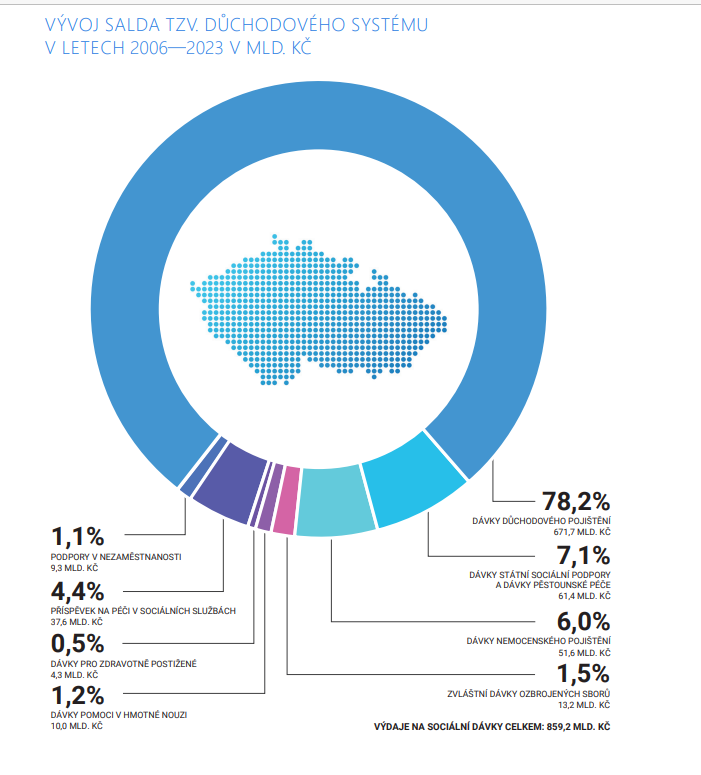 VÝVOJ SALDA TZV. DŮCHODOVÉHO SYSTÉMU
V LETECH 2006—2023 V MLD. KČ
78,2%
DÁVKY DŮCHODOVÉHO POJIŠTĚNÍ
671,7 MLD. KČ
7,1%
DÁVKY STÁTNÍ SOCIÁLNÍ PODPORY
A DÁVKY PĚSTOUNSKÉ PÉČE
61,4 MLD. KČ
6,0%
DÁVKY NEMOCENSKÉHO POJIŠTĚNÍ
51,6 MLD. KČ
1,5%
ZVLÁŠTNÍ DÁVKY OZBROJENÝCH SBORŮ
13,2 MLD. KČ
VÝDAJE NA SOCIÁLNÍ DÁVKY CELKEM: 859,2 MLD. KČ
1,1%
PODPORY V NEZAMĚSTNANOSTI
9,3 MLD. KČ
4,4%
PŘÍSPĚVEK NA PÉČI V SOCIÁLNÍCH SLUŽBÁCH
37,6 MLD. KČ
0,5%
DÁVKY PRO ZDRAVOTNĚ POSTIŽENÉ
4,3 MLD. KČ
1,2%
DÁVKY POMOCI V HMOTNÉ NOUZI
10,0 MLD. KČ